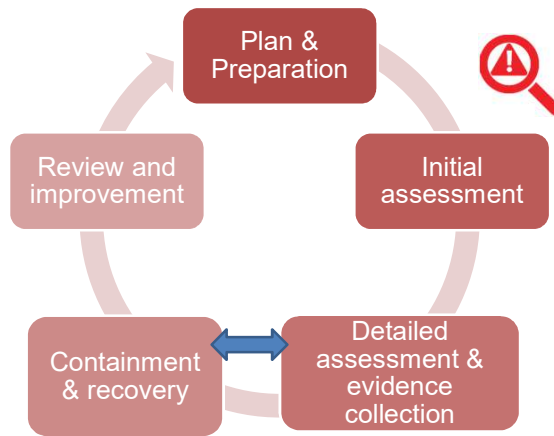 Plan &
Preparation
Initial
assessment
Detailed
assessment &
evidence
collection
Containment
& recovery
Review and
improvement